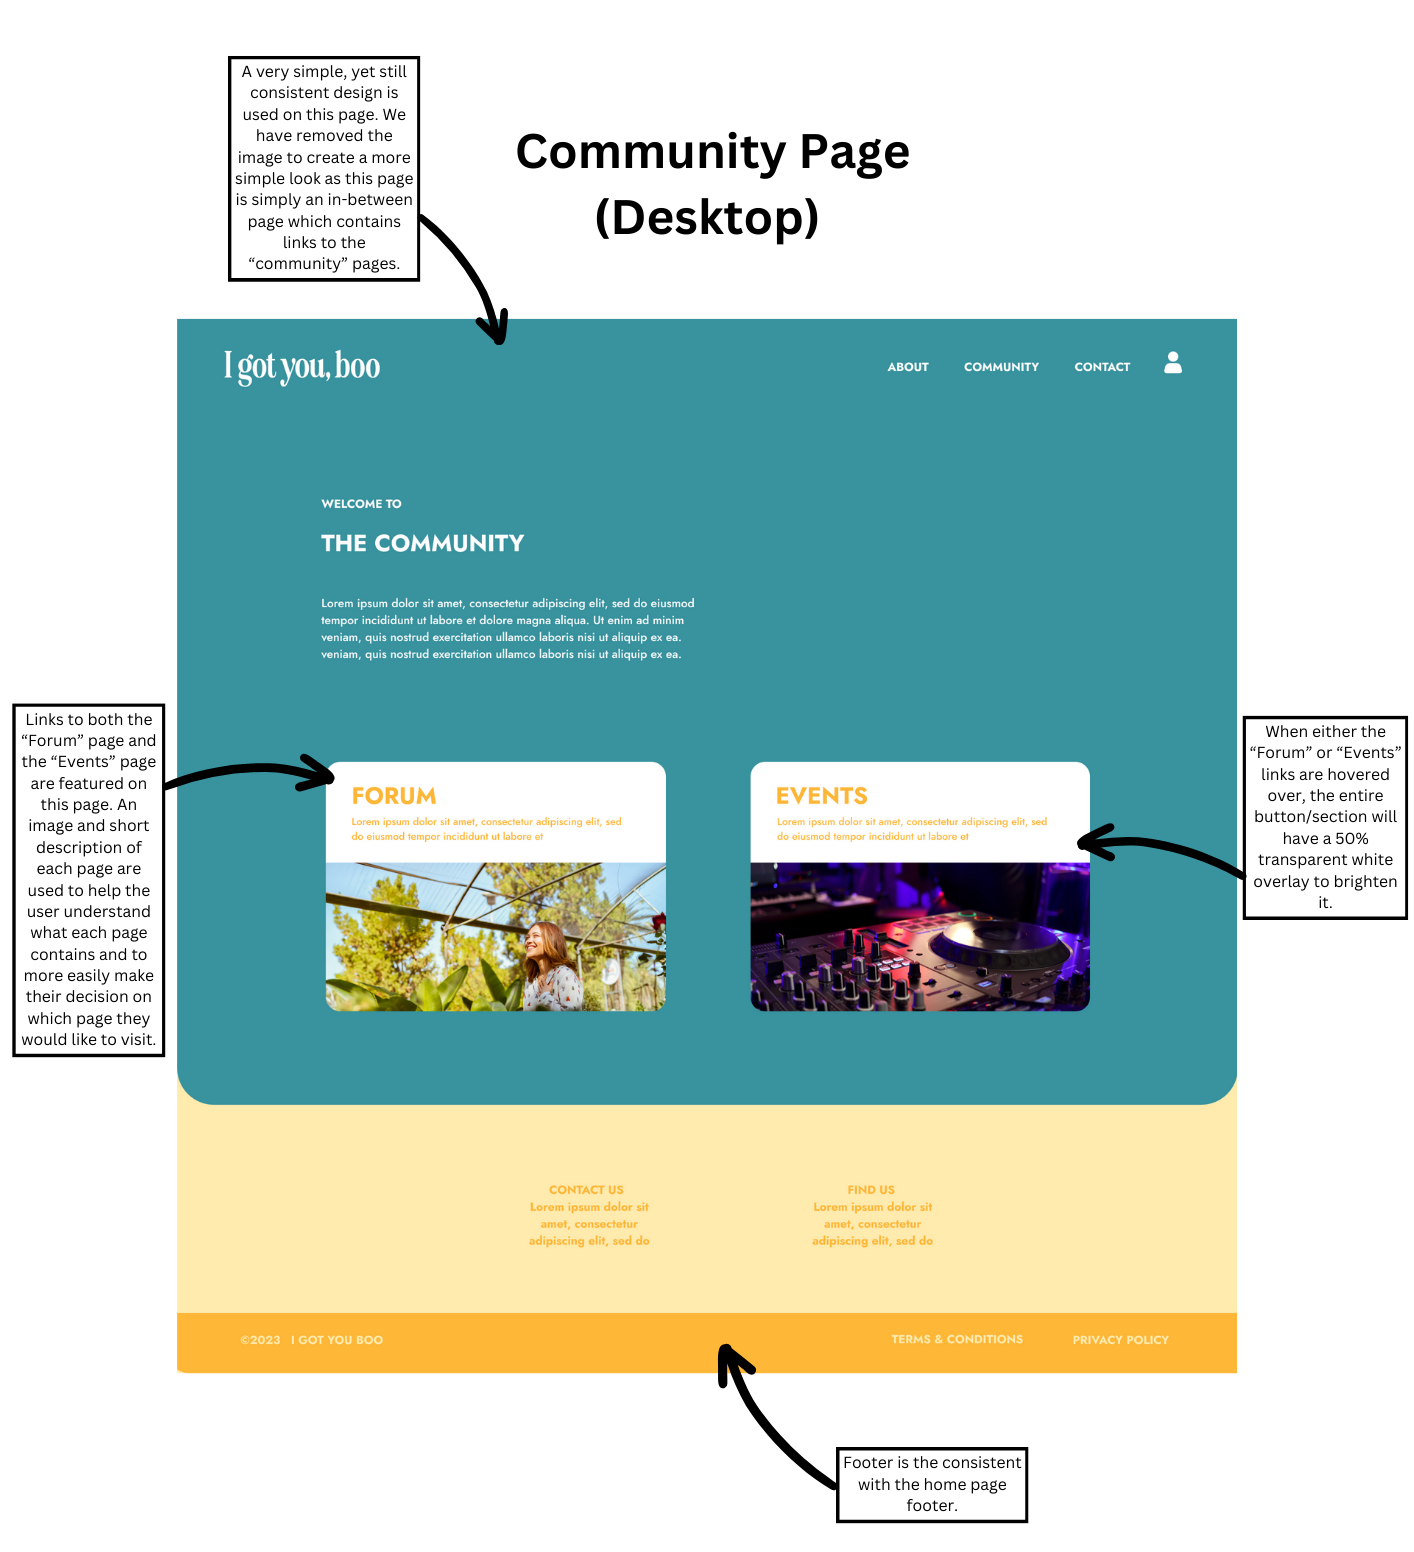 A very simple, yet still
consistent design is
used on this page. We
have removed the
image to create a more
simple look as this page
is simply an in-between
page which contains
links to the
“community” pages.
Community Page
(Desktop)
I got you, boo
ABOUT
COMMUNITY
CONTACT
WELCOME TO
THE COMMUNITY
Lorem ipsum dolor sit amet, consectetur adipiscing elit, sed do eiusmod
tempor incididunt ut labore et dolore magna aliqua. Ut enim ad minim
veniam, quis nostrud exercitation ullamco laboris nisi ut aliquip ex ea.
veniam, quis nostrud exercitation ullamco laboris nisi ut aliquip ex ea.
Links to both the
“Forum” page and
the “Events” page
are featured on
this page. An
image and short
description of
each page are
used to help the
user understand
what each page
contains and to
more easily make
their decision on
which page they
would like to visit.
FORUM
Lorem ipsum dolor sit amet, consectetur adipiscing elit, sed
do eiusmod tempor incididunt ut labore et
EVENTS
Lorem ipsum dolor sit amet, consectetur adipiscing elit, sed
do eiusmod tempor incididunt ut labore et
When either the
“Forum” or “Events”
links are hovered
over, the entire
button/section will
have a 50%
transparent white
overlay to brighten
it.
CONTACT US
Lorem ipsum dolor sit
amet, consectetur
adipiscing elit, sed do
FIND US
Lorem ipsum dolor sit
amet, consectetur
adipiscing elit, sed do
©2023 I GOT YOU BOO
TERMS & CONDITIONS
PRIVACY POLICY
Footer is the consistent
with the home page
footer.